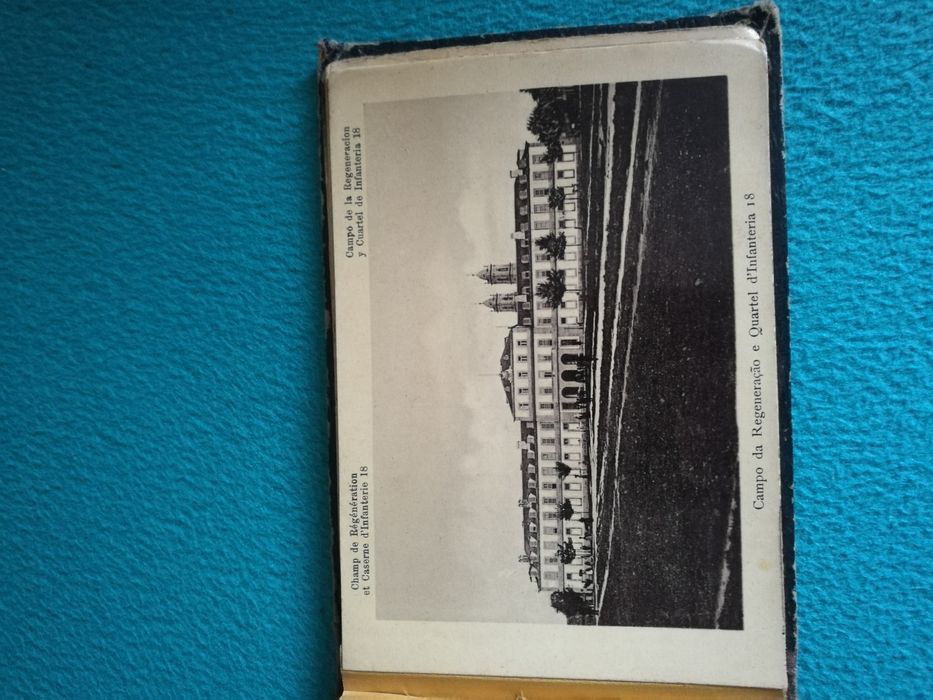 Champ de Régénération
et Caserne d'Infanterie 18
Campo de la Regeneracion
y Cuartel de Infanteria 18
Campo da Regeneração e Quartel d'Infanteria 18